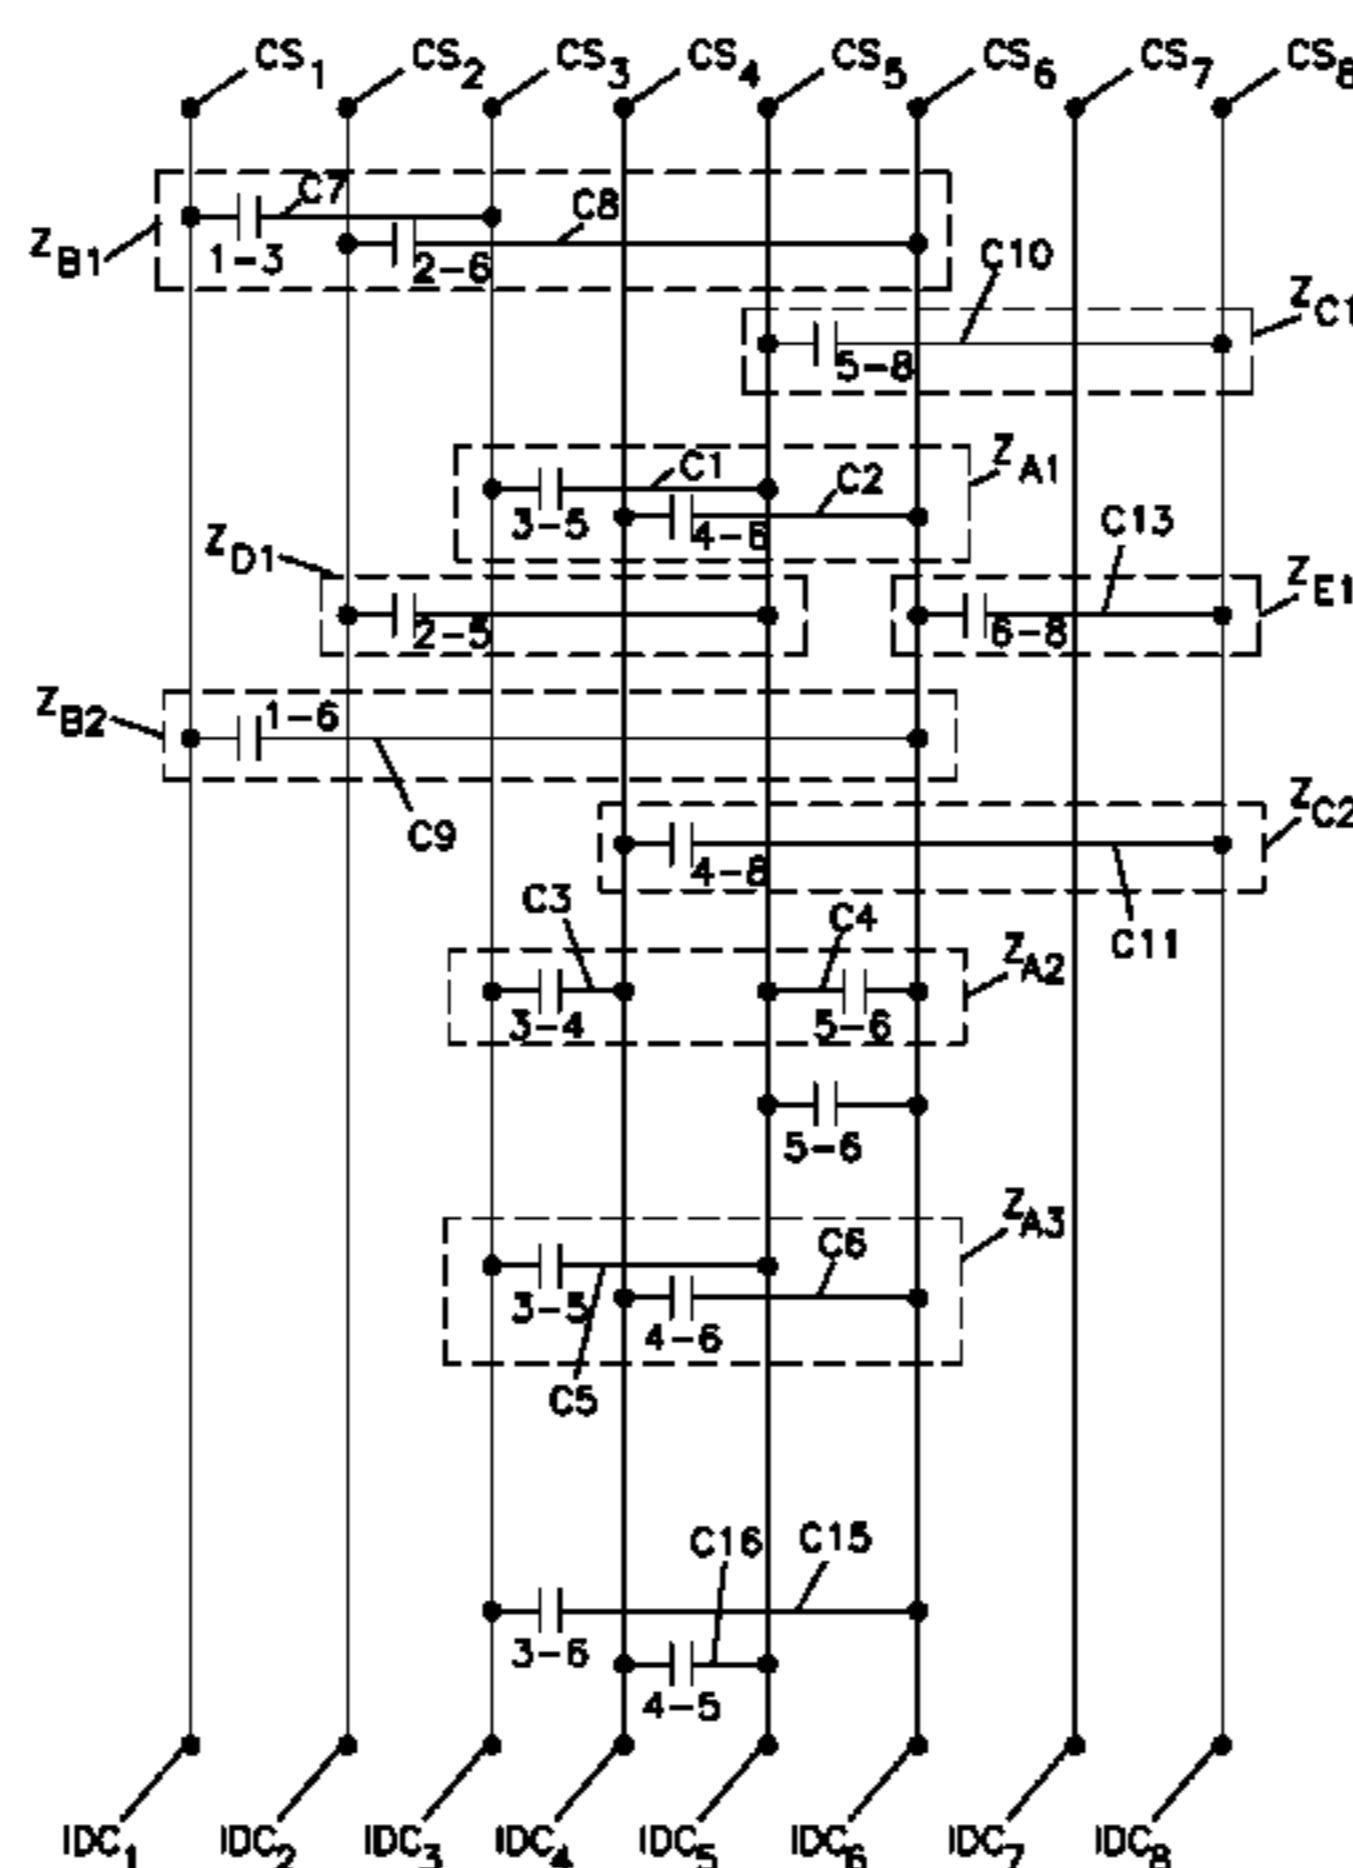 CS1 CS2 CS3 CS4 CS5 CS6 CS7 CS8
C7
C8
ZB1
1-3
2-6
C10
ZC1
5-8
C1
C2
ZA1
3-5
4-6
C13
ZD1
ZE1
2-5
6-8
ZB2
1-6
C9
ZC2
4-8
C11
C3
C4
ZA2
3-4
5-6
5-6
ZA3
C6
3-5
4-6
C5
C16
C15
3-6
4-5
IDC1 IDC2 IDC3 IDC4 IDC5 IDC6 IDC7 IDC8